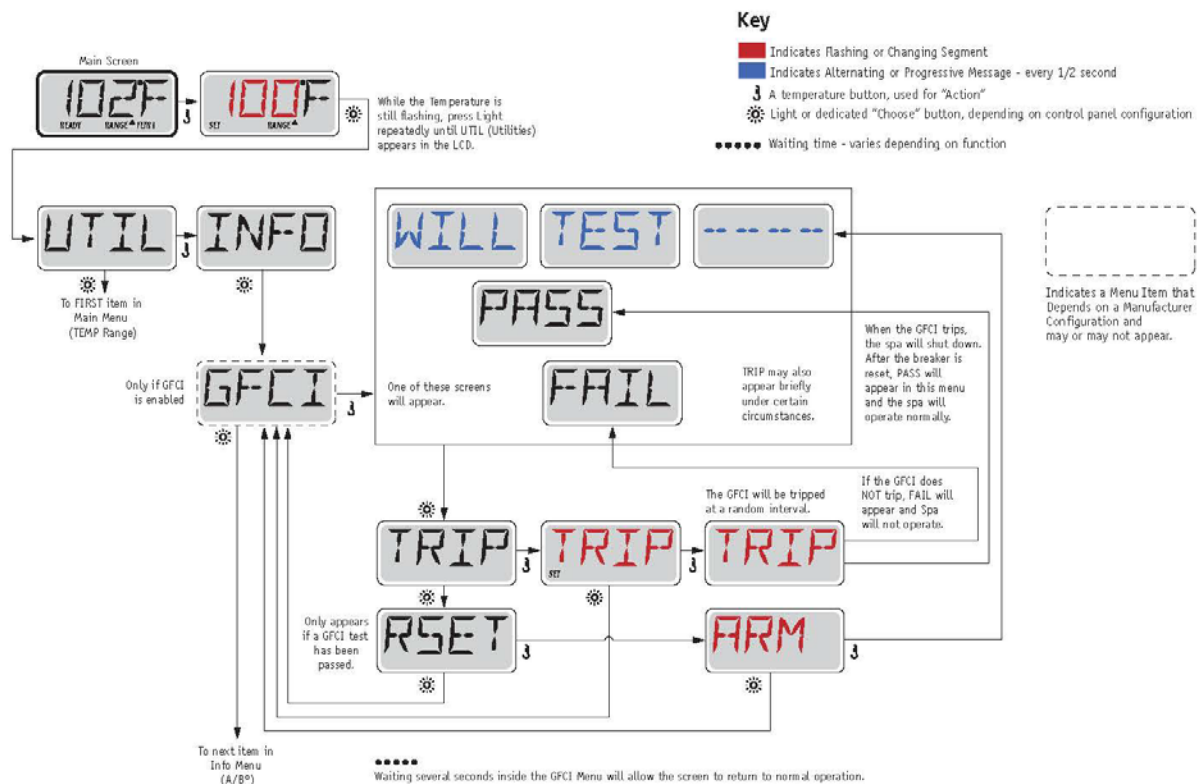 Key
Indicates Flashing or Changing Segment
Indicates Alternating or Progressive Message - every 1/2 second
A temperature button, used for "Action"
Light or dedicated "Choose" button, depending on control panel configuration
Waiting time - varies depending on function
Main Screen
102°F
READY RANGE TEMP
100°F
SET RANGE
While the Temperature is
still flashing, press Light
repeatedly until UTIL (Utilities)
appears in the LCD.
UTIL
INFO
To FIRST item in
Main Menu
(TEMP Range)
WILL
TEST
----
PASS
FAIL
Indicates a Menu Item that
Depends on a Manufacturer
Configuration and
may or may not appear.
Only if GFCI
is enabled
GFCI
One of these screens
will appear.
TRIP may also
appear briefly
under certain
circumstances.
When the GFCI trips,
the spa will shut down.
After the breaker is
reset, PASS will
appear in this menu
and the spa will
operate normally.
The GFCI will be tripped
at a random interval.
If the GFCI does
NOT trip, FAIL will
appear and Spa
will not operate.
TRIP
TRIP
SET
TRIP
Only appears
if a GFCI test
has been
passed.
RSET
ARM
To next item in
Info Menu
(A/B°)
Waiting several seconds inside the GFCI Menu will allow the screen to return to normal operation.